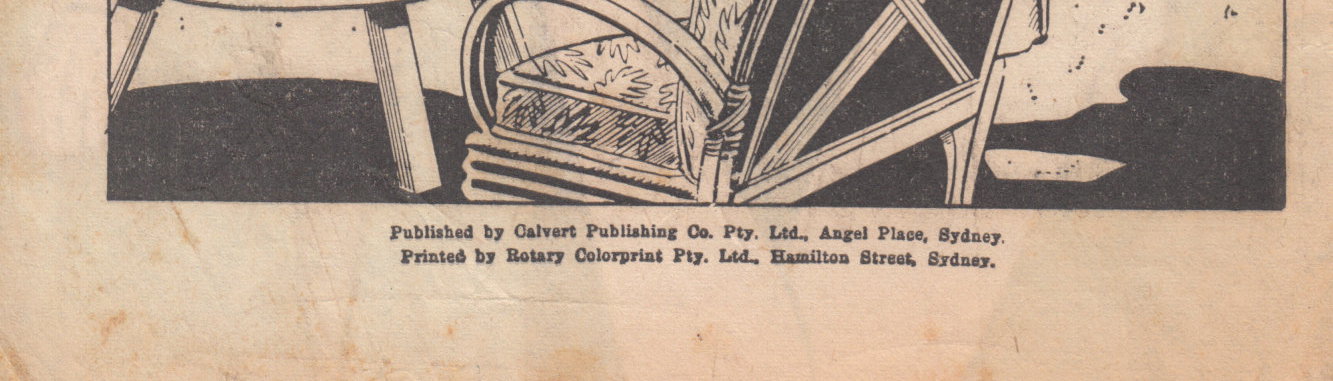 Published by Calvert Publishing Co. Pty. Ltd., Angel Place, Sydney.
Printed by Rotary Colorprint Pty. Ltd., Hamilton Street, Sydney.